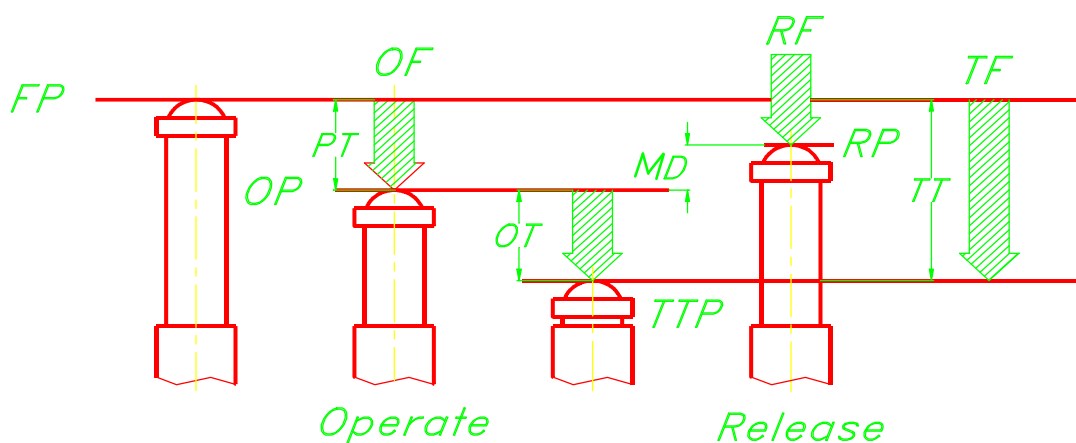 RF
OF
TF
FP
PT
MD
RP
OP
TT
OT
TTP
Operate
Release